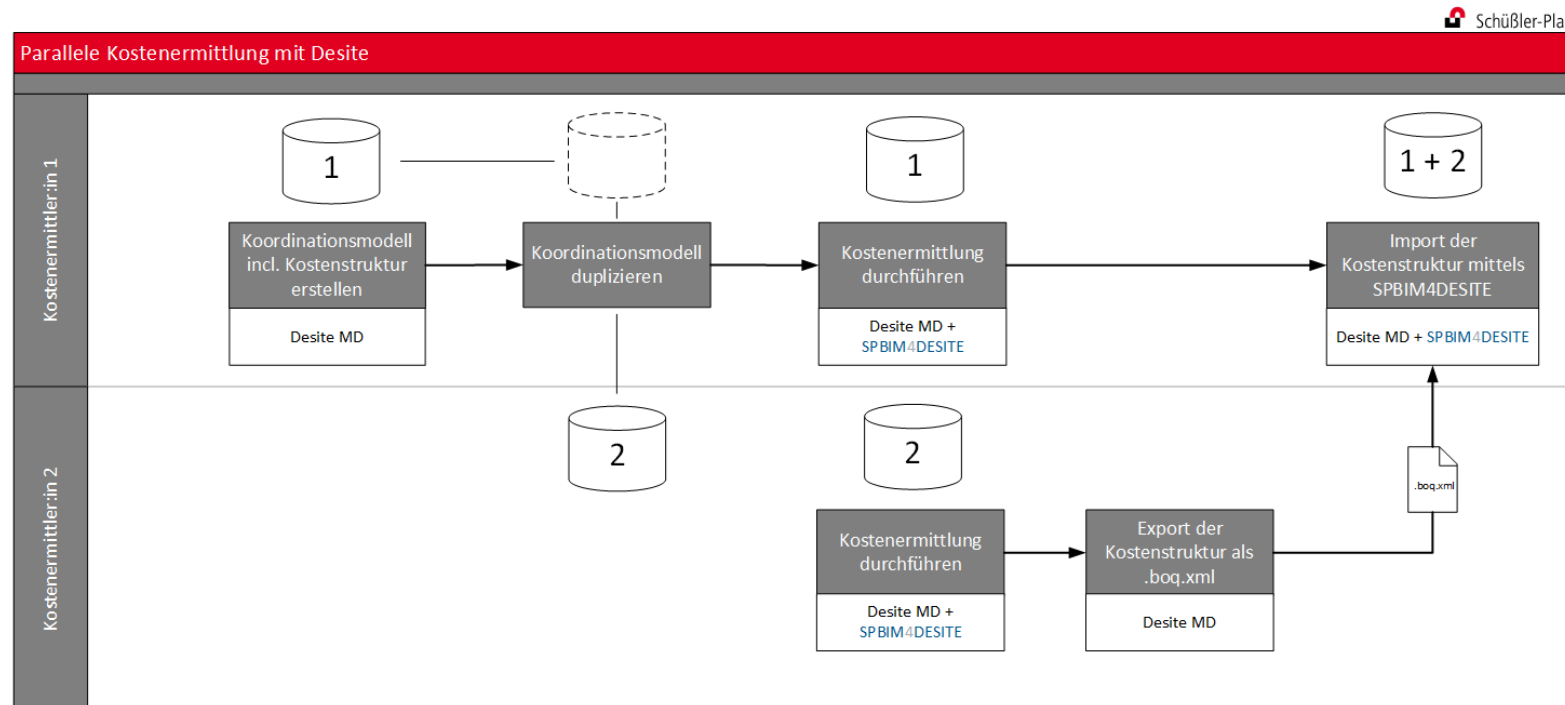 Schüßler-Pla
Parallele Kostenermittlung mit Desite
Kostenermittler:in 1
1
1
1 + 2
Koordinationsmodell
incl. Kostenstruktur
erstellen
Desite MD
Koordinationsmodell
duplizieren
Kostenermittlung
durchführen
Desite MD +
SPBIM4DESITE
Import der
Kostenstruktur mittels
SPBIM4DESITE
Desite MD + SPBIM4DESITE
Kostenermittler:in 2
2
2
.boq.xml
Kostenermittlung
durchführen
Desite MD +
SPBIM4DESITE
Export der
Kostenstruktur als
.boq.xml
Desite MD